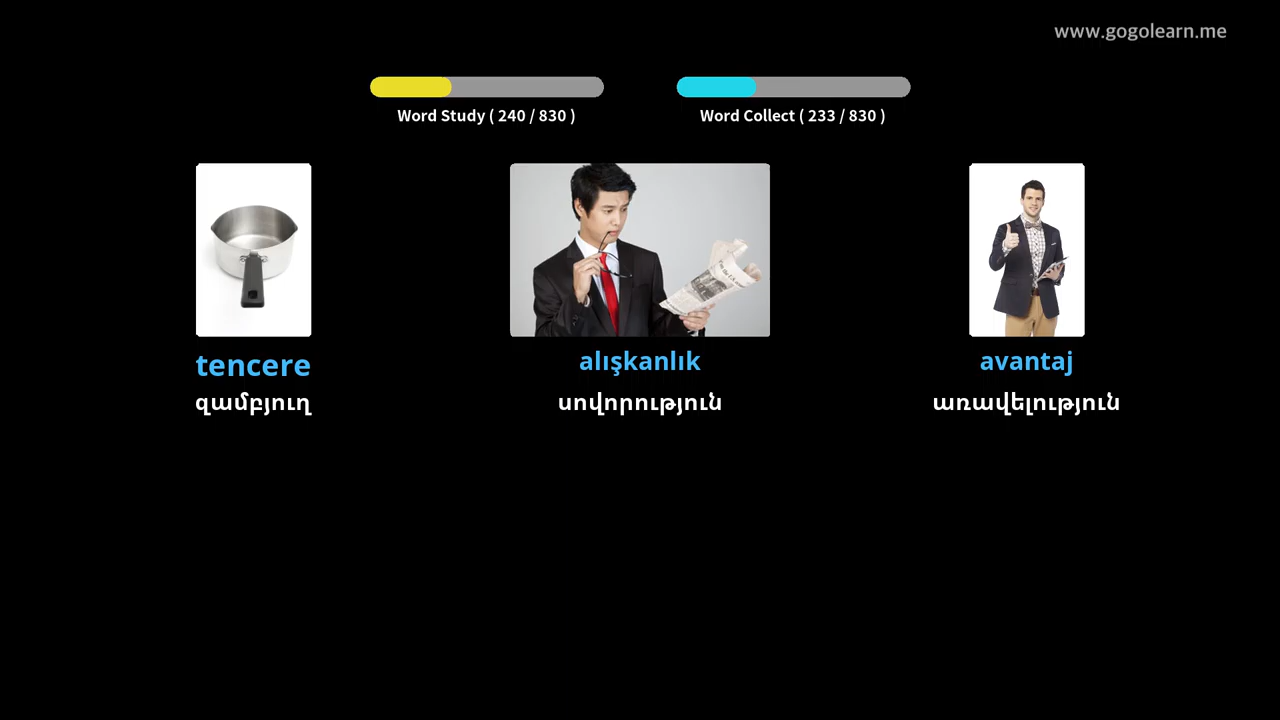 www.gogolearn.me
Word Study ( 240 / 830 )
Word Collect ( 233 / 830 )
tencere
alışkanlık
avantaj
զամբյուղ
սովորություն
առավելություն